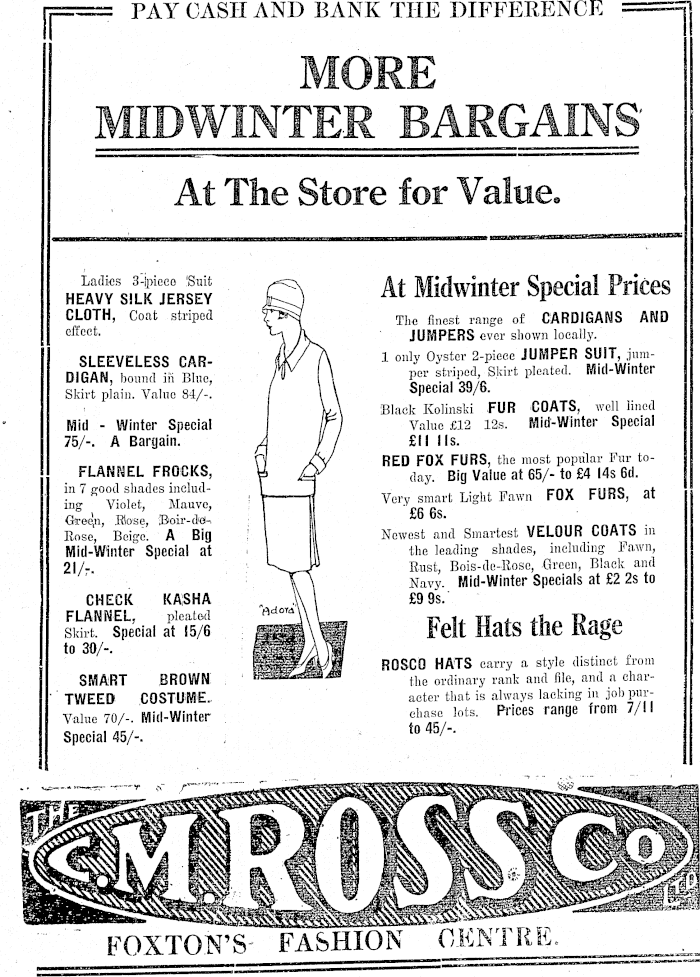 PAY CASH AND BANK THE DIFFERENCE
MORE
MIDWINTER BARGAINS
At The Store for Value.
Ladies 3-piece Suit
HEAVY SILK JERSEY
CLOTH, Coat striped
effect.
SLEEVELESS CAR-
DIGAN, bound in Blue,
Skirt plain. Value 84/-.
Mid - Winter Special
75/-. A Bargain.
FLANNEL FROCKS,
in 7 good shades includ-
ing Violet, Mauve,
Green, Rose, Boir-de-
Rose, Beige. A Big
Mid-Winter Special at
21/-.
CHECK KASHA
FLANNEL, pleated
Skirt. Special at 15/6
to 30/-.
SMART BROWN
TWEED COSTUME.
Value 70/-. Mid-Winter
Special 45/-.
"Adora"
At Midwinter Special Prices
The finest range of CARDIGANS AND
JUMPERS ever shown locally.
1 only Oyster 2-piece JUMPER SUIT, jum-
per striped, Skirt pleated. Mid-Winter
Special 39/6.
Black Kolinski FUR COATS, well lined
Value £12 12s. Mid-Winter Special
£11 11s.
RED FOX FURS, the most popular Fur to-
day. Big Value at 65/- to £4 14s 6d.
Very smart Light Fawn FOX FURS, at
£6 6s.
Newest and Smartest VELOUR COATS in
the leading shades, including Fawn,
Rust, Bois-de-Rose, Green, Black and
Navy. Mid-Winter Specials at £2 2s to
£9 9s.
Felt Hats the Rage
ROSCO HATS carry a style distinct from
the ordinary rank and file, and a char-
acter that is always lacking in job pur-
chase lots. Prices range from 7/11
to 45/-.
THE
C.M.ROSS CO
LTD
FOXTON'S FASHION CENTRE.